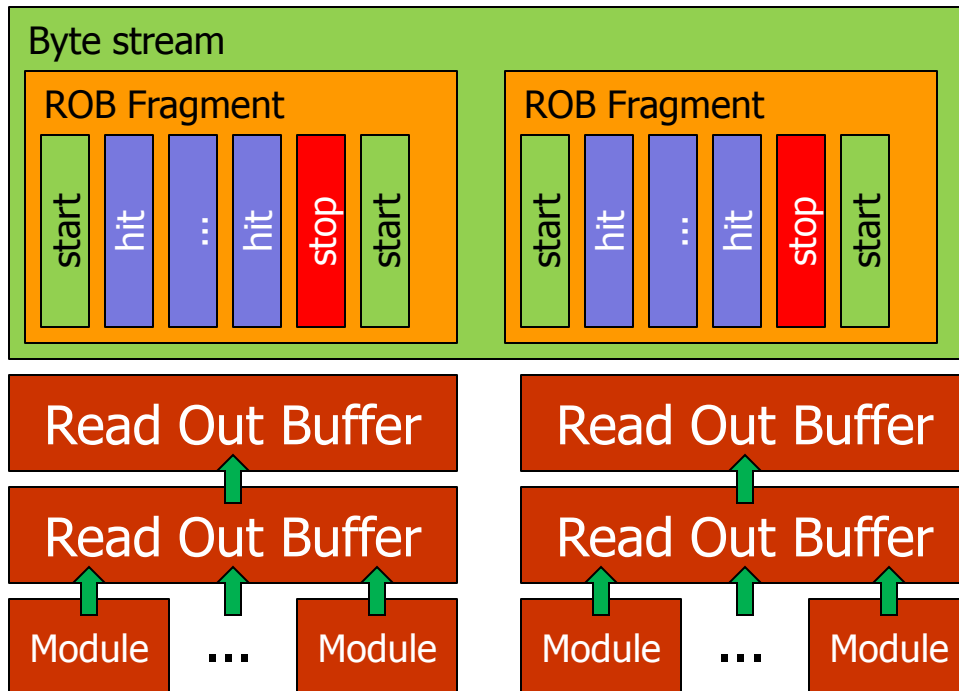 Byte stream
ROB Fragment
ROB Fragment
start
hit
...
hit
stop
start
start
hit
...
hit
stop
start
Read Out Buffer
Read Out Buffer
Read Out Buffer
Read Out Buffer
Module
...
Module
Module
...
Module